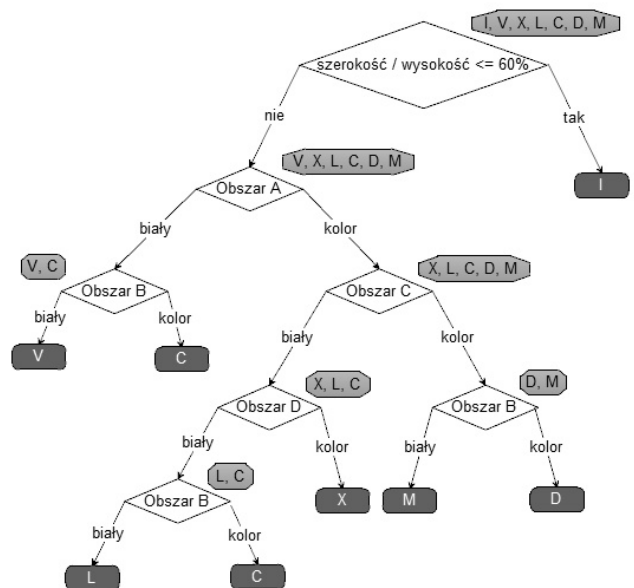 I, V, X, L, C, D, M
szerokość / wysokość <= 60%
nie
tak
V, X, L, C, D, M
I
Obszar A
biały
kolor
V, C
X, L, C, D, M
Obszar B
Obszar C
biały
kolor
biały
kolor
V
C
X, L, C
D, M
Obszar D
Obszar B
biały
kolor
biały
kolor
L, C
Obszar B
X
M
D
biały
kolor
L
C